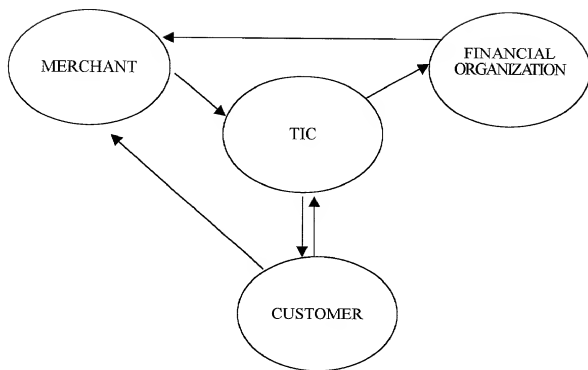 MERCHANT
FINANCIAL
ORGANIZATION
TIC
CUSTOMER